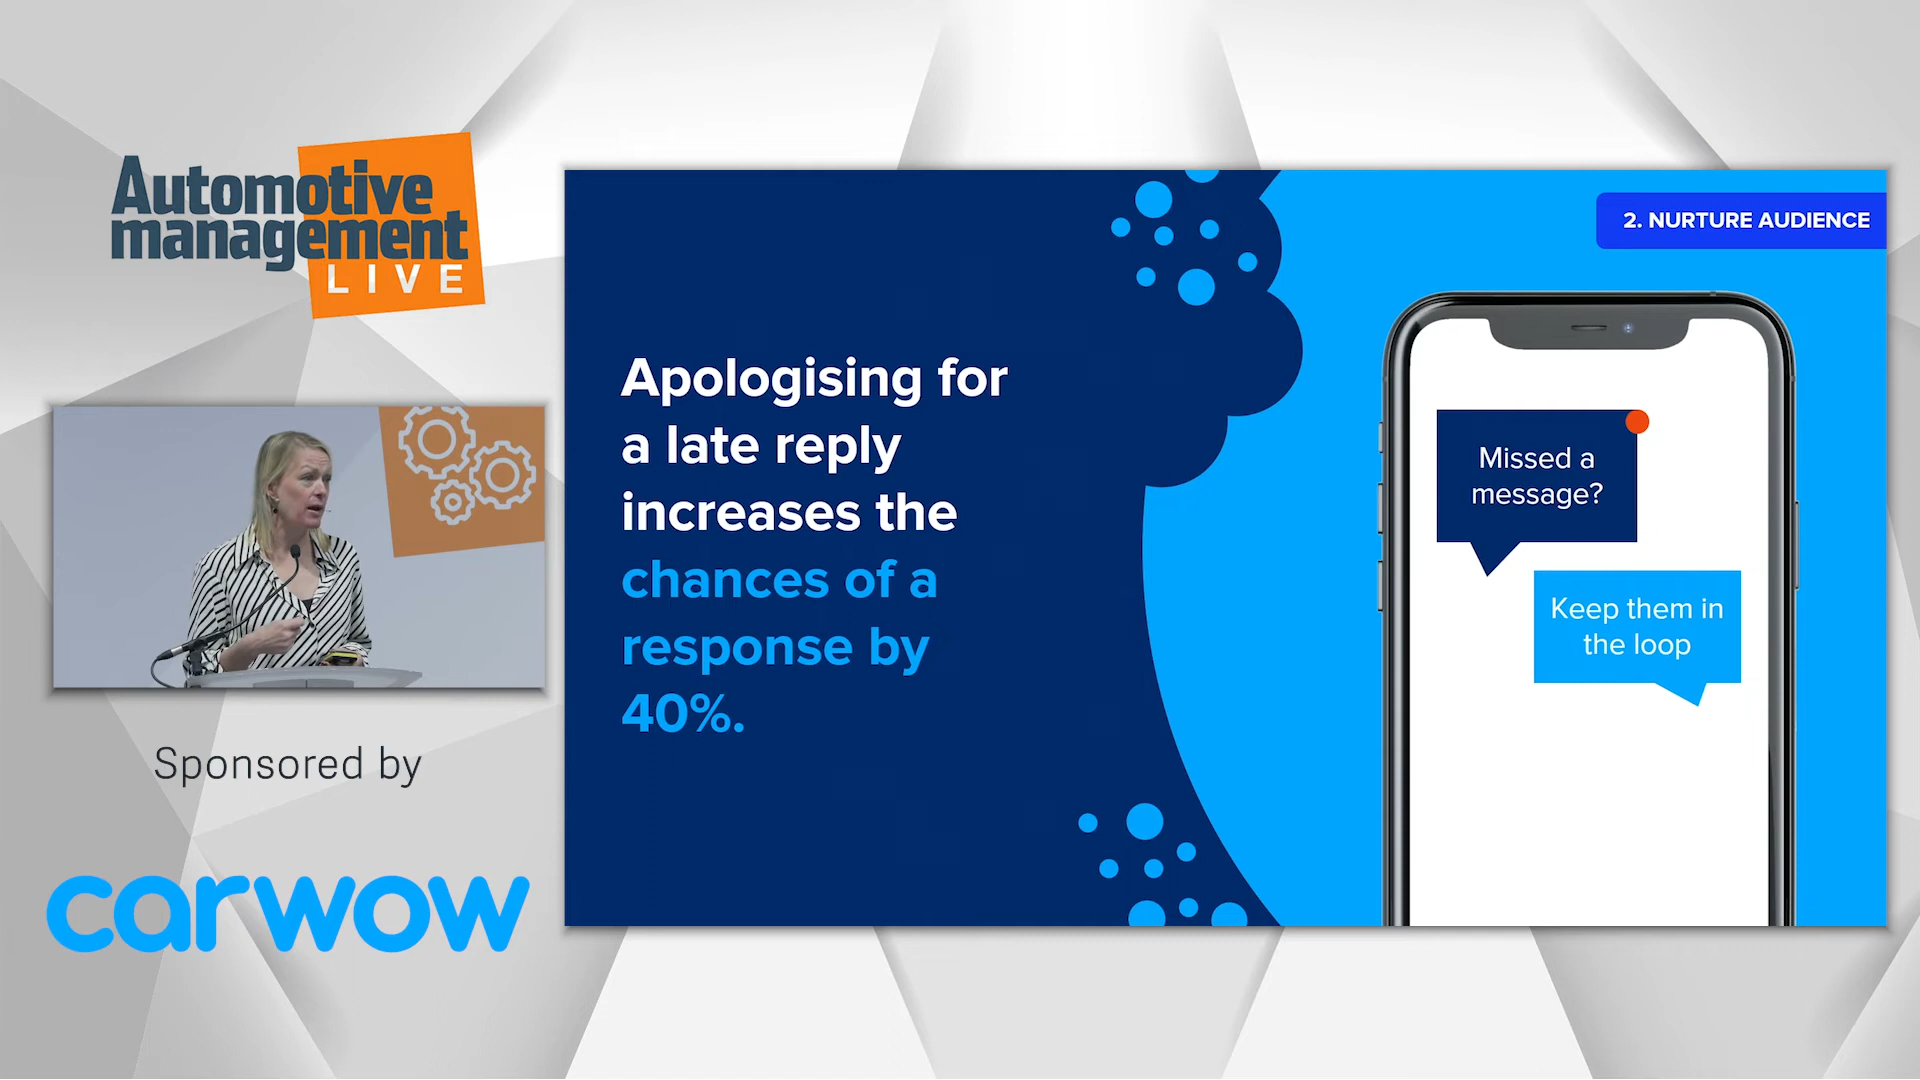 Automotive
management
LIVE
Sponsored by
carwow
2. NURTURE AUDIENCE
Apologising for
a late reply
increases the
chances of a
response by
40%.
Missed a
message?
Keep them in
the loop